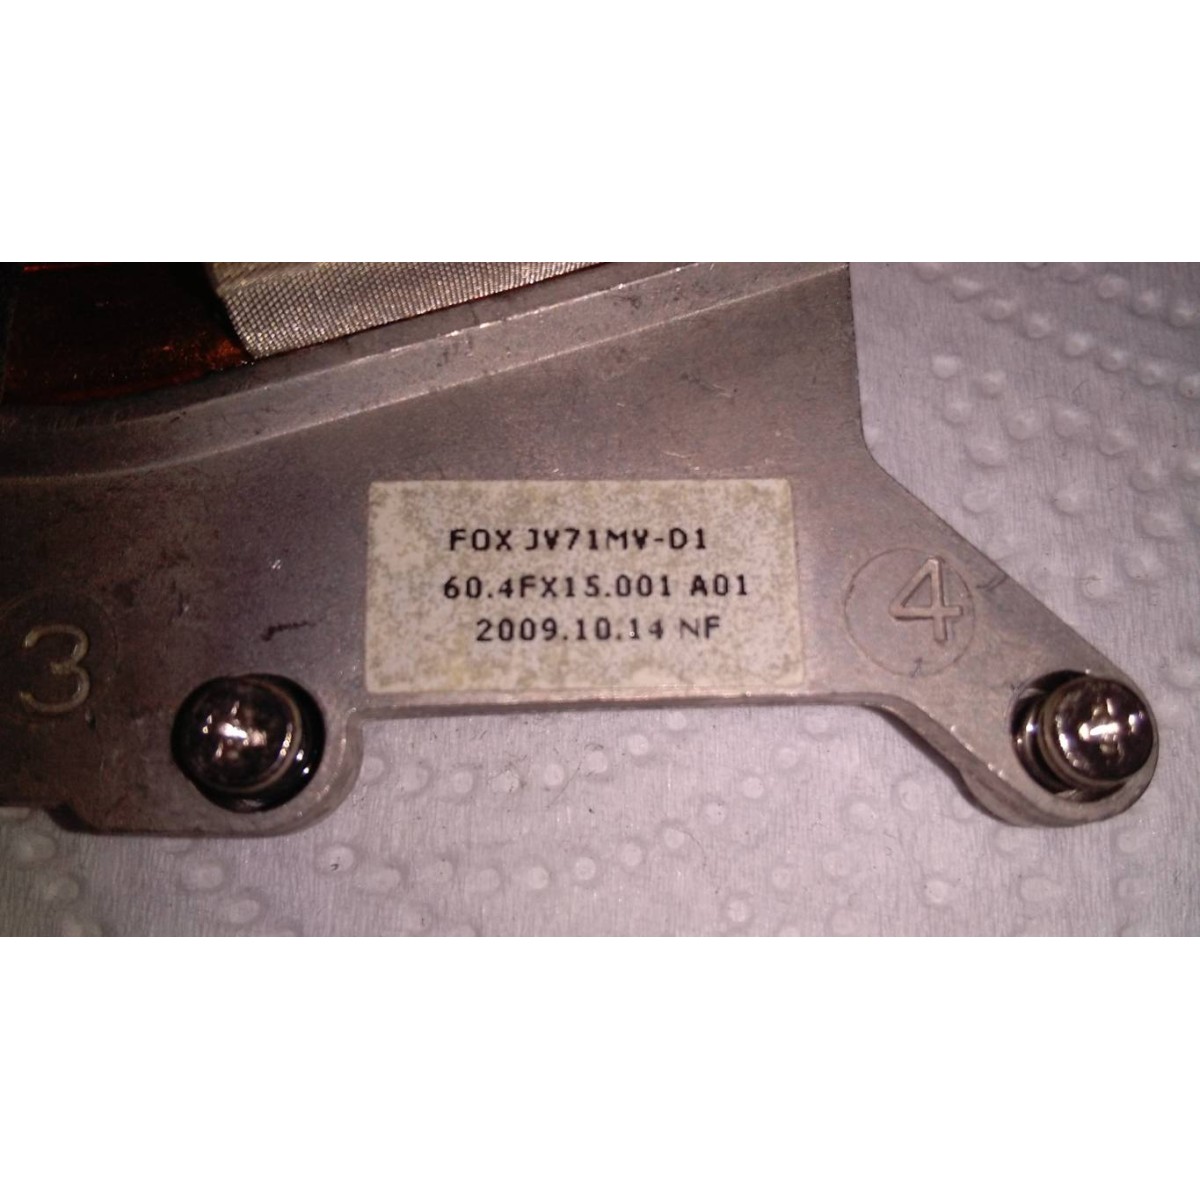 FOX JV71MV-D1
60.4FX15.001 A01
2009.10.14 NF
3
4